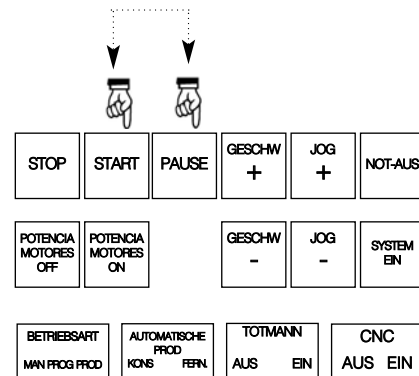 STOP
START
PAUSE
GESCHW
+
JOG
+
NOT-AUS
POTENCIA
MOTORES
OFF
POTENCIA
MOTORES
ON
GESCHW
-
JOG
-
SYSTEM
EIN
BETRIEBSART
MAN PROG PROD
AUTOMATISCHE
PROD
KONS FERN.
TOTMANN
AUS EIN
CNC
AUS EIN